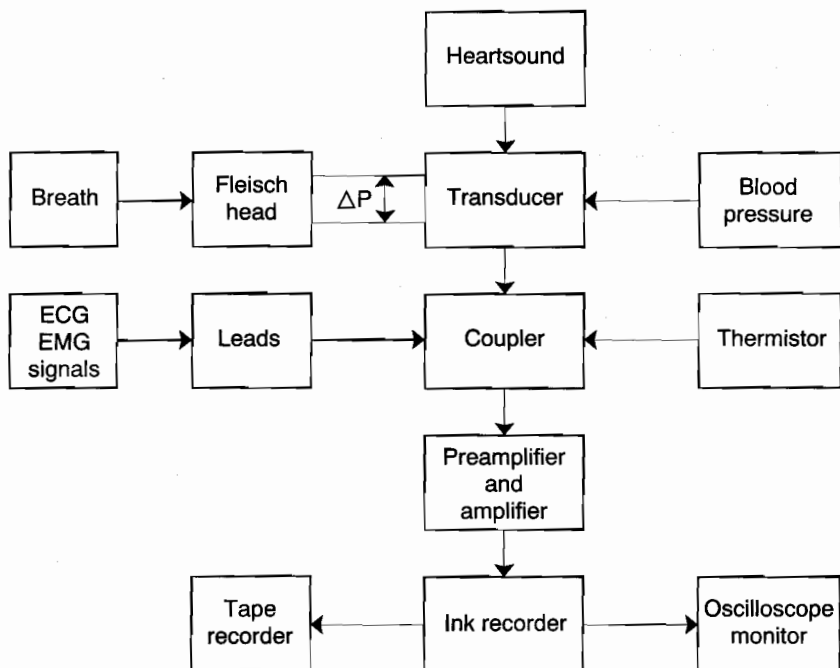 Heartsound
Breath
Fleisch
head
ΔP
Transducer
Blood
pressure
ECG
EMG
signals
Leads
Coupler
Thermistor
Preamplifier
and
amplifier
Tape
recorder
Ink recorder
Oscilloscope
monitor